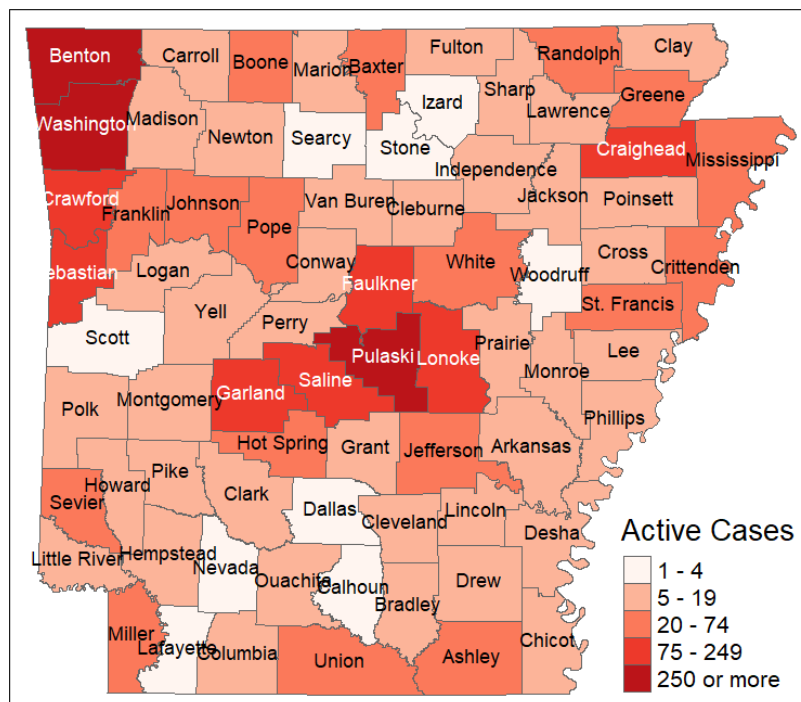 Benton
Carroll
Boone
Marion
Baxter
Fulton
Randolph
Clay
Izard
Sharp
Greene
Washington
Madison
Newton
Searcy
Stone
Lawrence
Craighead
Mississippi
Independence
Crawford
Franklin
Johnson
Pope
Van Buren
Cleburne
Jackson
Poinsett
Sebastian
Logan
Conway
Faulkner
White
Woodruff
Cross
Crittenden
Yell
Perry
St. Francis
Scott
Pulaski
Lonoke
Prairie
Lee
Monroe
Saline
Garland
Polk
Montgomery
Phillips
Hot Spring
Grant
Jefferson
Arkansas
Pike
Howard
Clark
Sevier
Dallas
Cleveland
Lincoln
Desha
Little River
Hempstead
Nevada
Ouachita
Calhoun
Drew
Bradley
Miller
Lafayette
Columbia
Union
Ashley
Chicot
Active Cases
1 - 4
5 - 19
20 - 74
75 - 249
250 or more